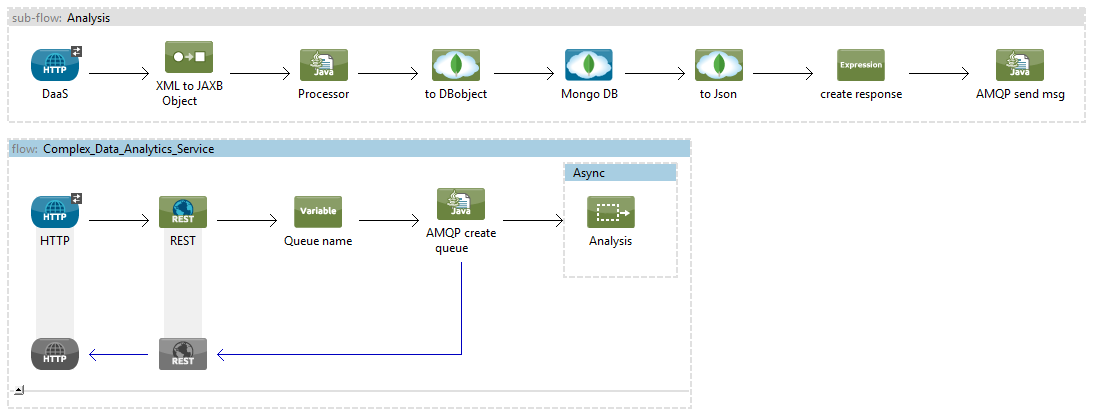 sub-flow: Analysis
HTTP
Java
Expression
Java
DaaS
XML to JAXB
Object
Processor
to DBobject
Mongo DB
to Json
create response
AMQP send msg
flow: Complex_Data_Analytics_Service
Async
HTTP
REST
Variable
Java
HTTP
REST
Queue name
AMQP create
queue
Analysis
HTTP
REST